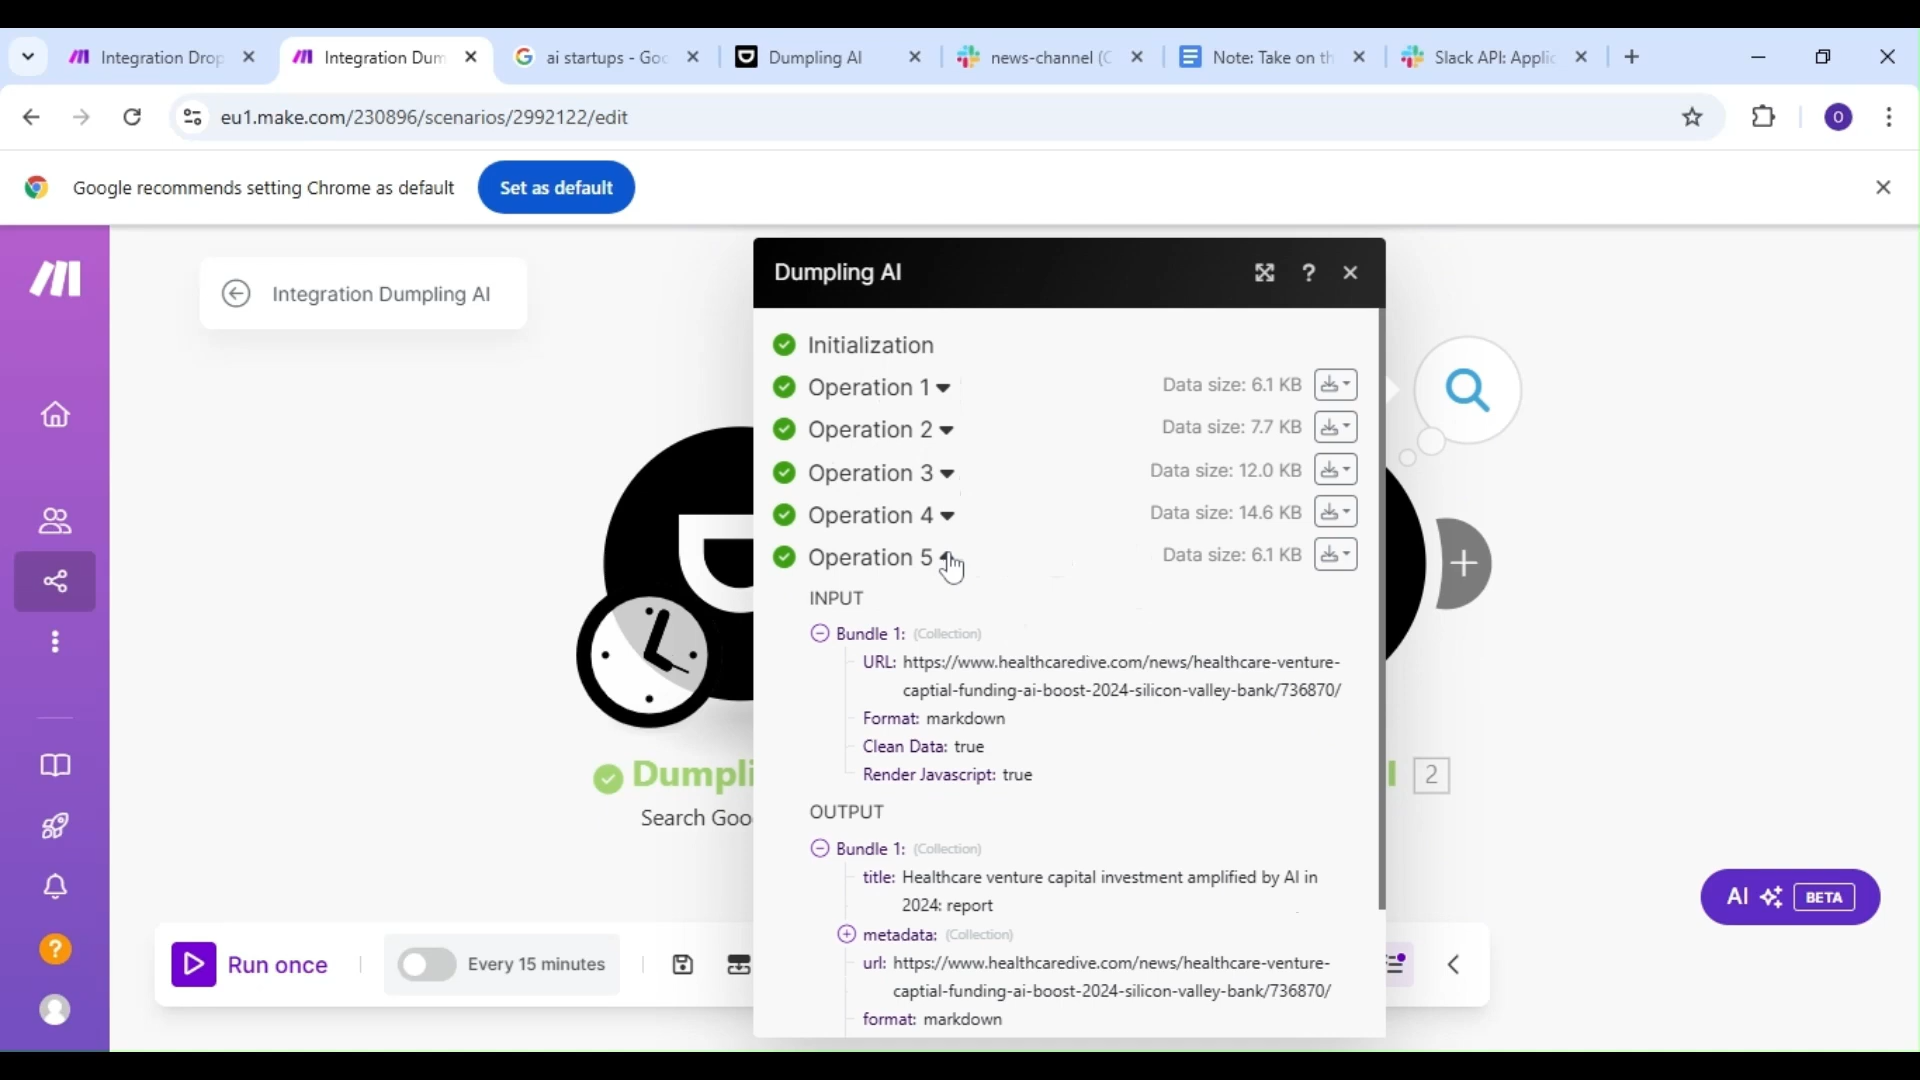 Integration Drop
Integration Dum
ai startups - Goo
Dumpling AI
news-channel (C
Note: Take on th
Slack API: Applic
eu1.make.com/230896/scenarios/2992122/edit
O
Google recommends setting Chrome as default
Set as default
Integration Dumpling AI
Dumpling AI
?
Initialization
Operation 1 Data size: 6.1 KB
Operation 2 Data size: 7.7 KB
Operation 3 Data size: 12.0 KB
Operation 4 Data size: 14.6 KB
Operation 5 Data size: 6.1 KB
INPUT
Bundle 1: (Collection)
URL: https://www.healthcaredive.com/news/healthcare-venture-
captial-funding-ai-boost-2024-silicon-valley-bank/736870/
Format: markdown
Clean Data: true
Render Javascript: true
OUTPUT
Bundle 1: (Collection)
title: Healthcare venture capital investment amplified by AI in
2024: report
metadata: (Collection)
url: https://www.healthcaredive.com/news/healthcare-venture-
captial-funding-ai-boost-2024-silicon-valley-bank/736870/
format: markdown
Dumpli
Search Goo
2
AI BETA
Run once
Every 15 minutes
?